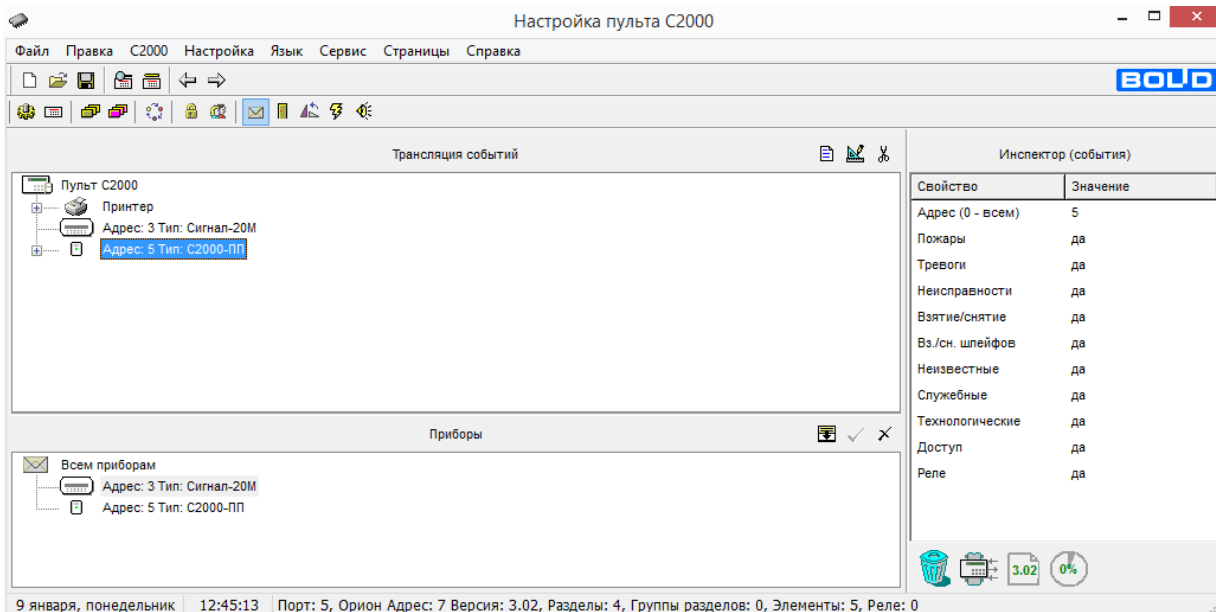 Настройка пульта С2000
Файл Правка С2000 Настройка Язык Сервис Страницы Справка
BOLID
Трансляция событий
Инспектор (события)
Пульт С2000
Принтер
Адрес: 3 Тип: Сигнал-20М
Адрес: 5 Тип: С2000-ПП
Свойство Значение
Адрес (0 - всем) 5
Пожары да
Тревоги да
Неисправности да
Взятие/снятие да
Вз./сн. шлейфов да
Неизвестные да
Служебные да
Технологические да
Доступ да
Реле да
Приборы
Всем приборам
Адрес: 3 Тип: Сигнал-20М
Адрес: 5 Тип: С2000-ПП
3.02 0%
9 января, понедельник 12:45:13 Порт: 5, Орион Адрес: 7 Версия: 3.02, Разделы: 4, Группы разделов: 0, Элементы: 5, Реле: 0